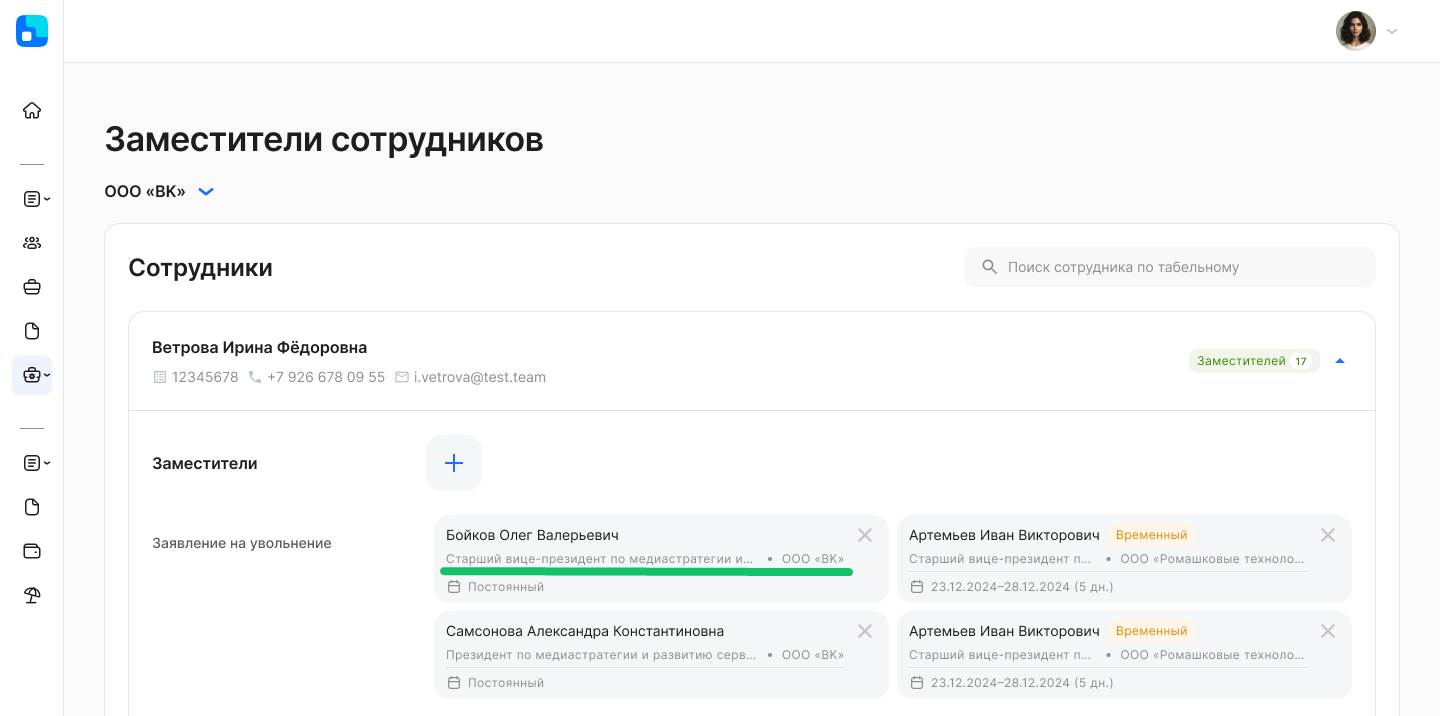 Заместители сотрудников
ООО «ВК»
Сотрудники
Поиск сотрудника по табельному
Ветрова Ирина Фёдоровна
12345678 +7 926 678 09 55 i.vetrova@test.team
Заместителей 17
Заместители
Заявление на увольнение
Бойков Олег Валерьевич
Старший вице-президент по медиастратегии и... • ООО «ВК»
Постоянный
Артемьев Иван Викторович Временный
Старший вице-президент п... • ООО «Ромашковые техноло...
23.12.2024–28.12.2024 (5 дн.)
Самсонова Александра Константиновна
Президент по медиастратегии и развитию серв... • ООО «ВК»
Постоянный
Артемьев Иван Викторович Временный
Старший вице-президент п... • ООО «Ромашковые техноло...
23.12.2024–28.12.2024 (5 дн.)